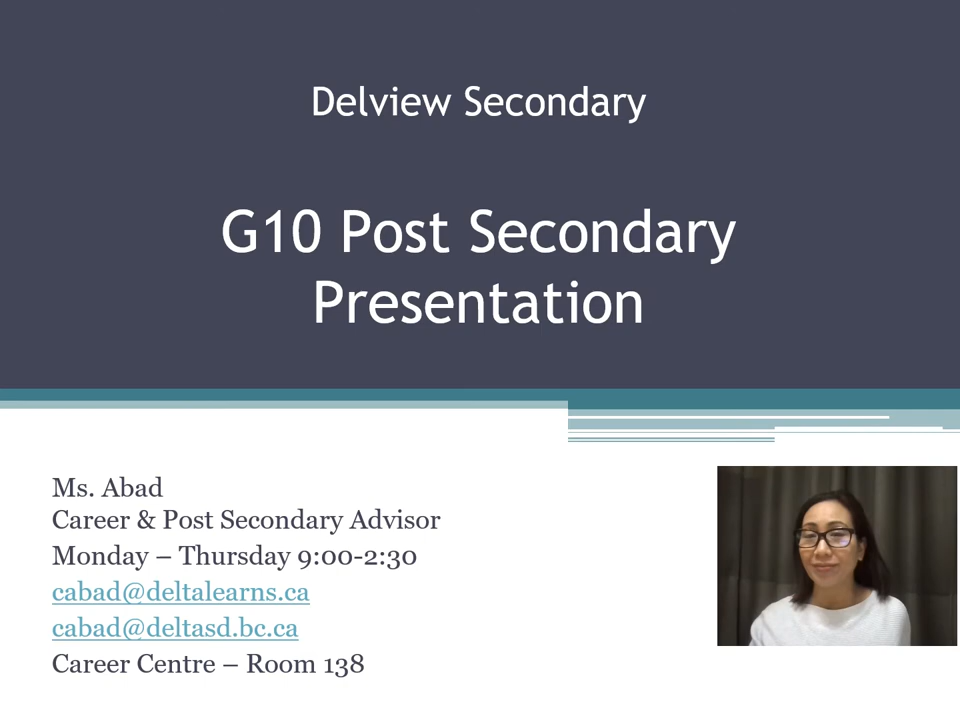 Delview Secondary
G10 Post Secondary
Presentation
Ms. Abad
Career & Post Secondary Advisor
Monday – Thursday 9:00-2:30
cabad@deltalearns.ca
cabad@deltasd.bc.ca
Career Centre – Room 138